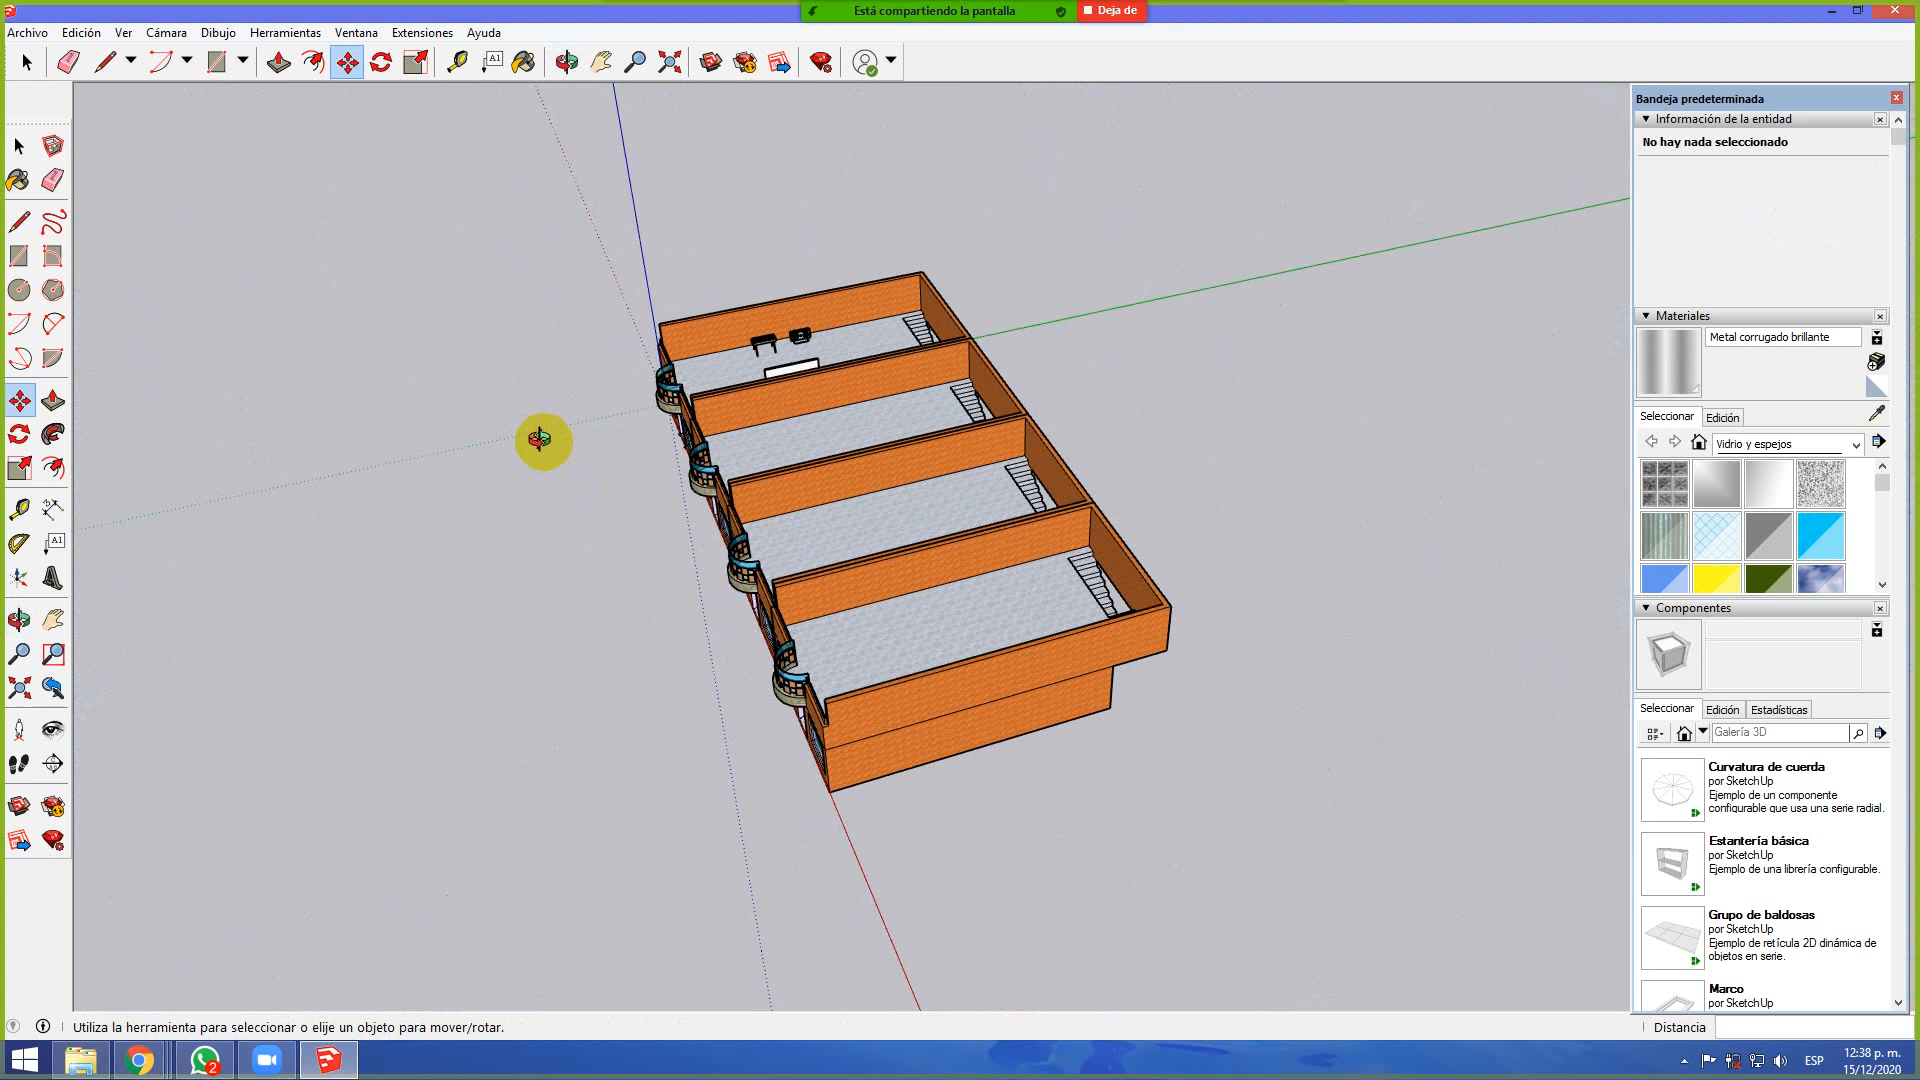 Está compartiendo la pantalla
Deja de
Archivo Edición Ver Cámara Dibujo Herramientas Ventana Extensiones Ayuda
A1
Bandeja predeterminada
Información de la entidad
No hay nada seleccionado
Materiales
Metal corrugado brillante
Seleccionar Edición
Vidrio y espejos
A1
Componentes
Seleccionar Edición Estadísticas
Galería 3D
Curvatura de cuerda
por SketchUp
Ejemplo de un componente
configurable que usa una serie radial.
Estantería básica
por SketchUp
Ejemplo de una librería configurable.
Grupo de baldosas
por SketchUp
Ejemplo de retícula 2D dinámica de
objetos en serie.
Marco
por SketchUp
Utiliza la herramienta para seleccionar o elije un objeto para mover/rotar.
Distancia
2
ESP
12:38 p. m.
15/12/2020